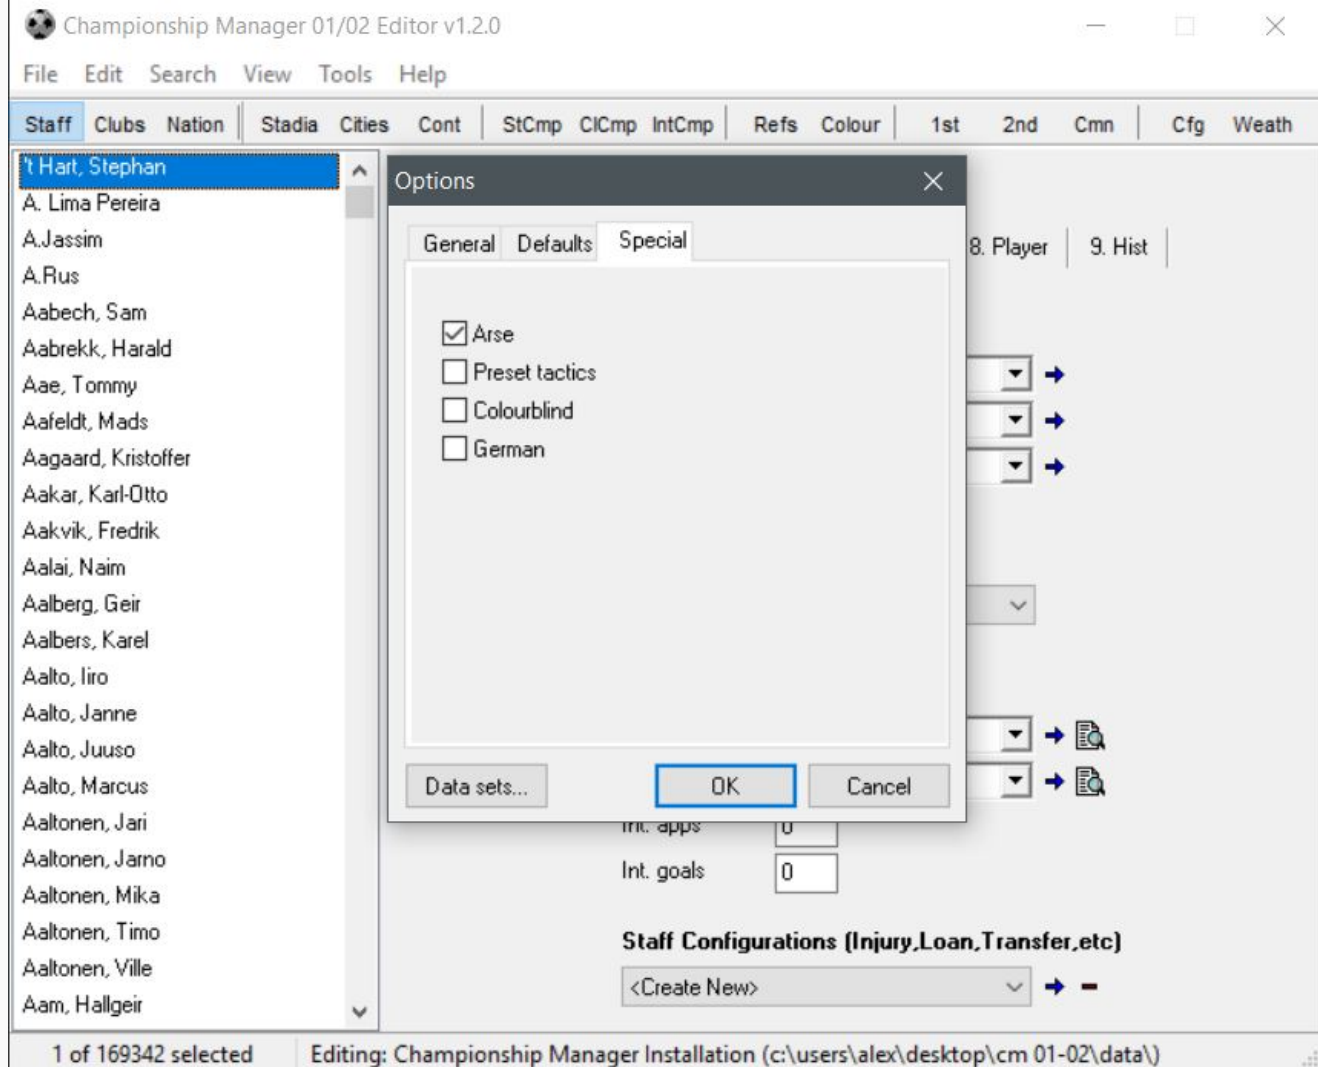 Championship Manager 01/02 Editor v1.2.0
File Edit Search View Tools Help
Staff Clubs Nation Stadia Cities Cont StCmp ClCmp IntCmp Refs Colour 1st 2nd Cmn Cfg Weath
't Hart, Stephan
A. Lima Pereira
A.Jassim
A.Rus
Aabech, Sam
Aabrekk, Harald
Aae, Tommy
Aafeldt, Mads
Aagaard, Kristoffer
Aakar, Karl-Otto
Aakvik, Fredrik
Aalai, Naim
Aalberg, Geir
Aalbers, Karel
Aalto, Iiro
Aalto, Janne
Aalto, Juuso
Aalto, Marcus
Aaltonen, Jari
Aaltonen, Jarno
Aaltonen, Mika
Aaltonen, Timo
Aaltonen, Ville
Aam, Hallgeir
Options
General Defaults Special
Arse
Preset tactics
Colourblind
German
Data sets... OK Cancel
8. Player 9. Hist
Int. apps 0
Int. goals 0
Staff Configurations (Injury,Loan,Transfer,etc)
<Create New>
1 of 169342 selected Editing: Championship Manager Installation (c:\users\alex\desktop\cm 01-02\data\)